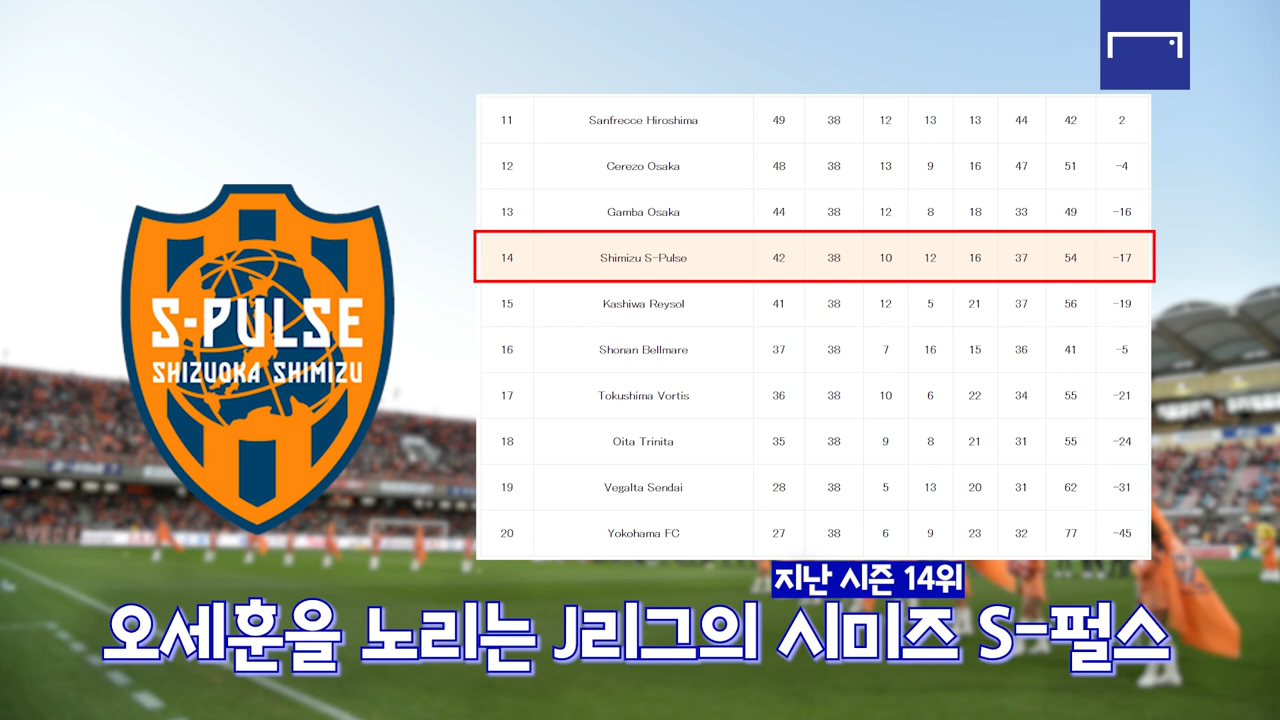 11 Sanfrecce Hiroshima 49 38 12 13 13 44 42 2
12 Cerezo Osaka 48 38 13 9 16 47 51 -4
13 Gamba Osaka 44 38 12 8 18 33 49 -16
14 Shimizu S-Pulse 42 38 10 12 16 37 54 -17
15 Kashiwa Reysol 41 38 12 5 21 37 56 -19
16 Shonan Bellmare 37 38 7 16 15 36 41 -5
17 Tokushima Vortis 36 38 10 6 22 34 55 -21
18 Oita Trinita 35 38 9 8 21 31 55 -24
19 Vegalta Sendai 28 38 5 13 20 31 62 -31
20 Yokohama FC 27 38 6 9 23 32 77 -45
S-PULSE
SHIZUOKA SHIMIZU
지난 시즌 14위
오세훈을 노리는 J리그의 시미즈 S-펄스